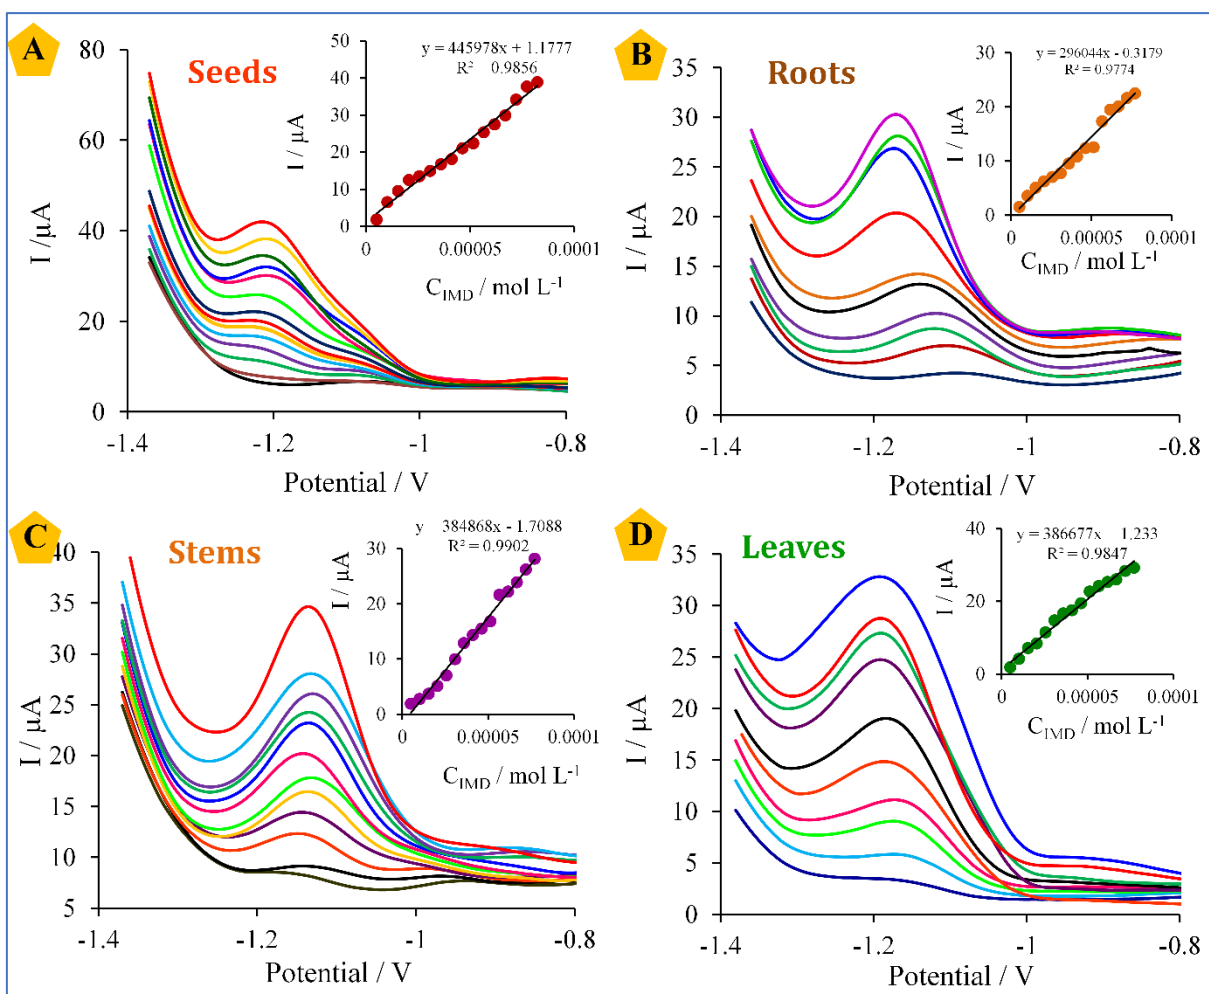 A
Seeds
I /µA
80
60
40
20
0
-1.4
-1.2
-1
-0.8
Potential / V
y = 445978x + 1.1777
R² 0.9856
I / µA
50
40
30
20
10
0
0
0.00005
0.0001
C_IMD / mol L⁻¹
B
Roots
I / µA
35
30
25
20
15
10
5
0
-1.4
-1.2
-1
-0.8
Potential / V
y = 296044x - 0.3179
R² = 0.9774
I / µA
30
20
10
0
0
0.00005
0.0001
C_IMD / mol L⁻¹
C
Stems
I / µA
40
35
30
25
20
15
10
5
-1.4
-1.2
-1
-0.8
Potential / V
y 384868x - 1.7088
R² = 0.9902
I / µA
30
20
10
0
0
0.00005
0.0001
C_IMD / mol L⁻¹
D
Leaves
I / µA
35
30
25
20
15
10
5
0
-1.4
-1.2
-1
-0.8
Potential / V
y = 386677x 1.233
R² = 0.9847
I / µA
40
20
0
0
0.00005
0.0001
C_IMD / mol L⁻¹